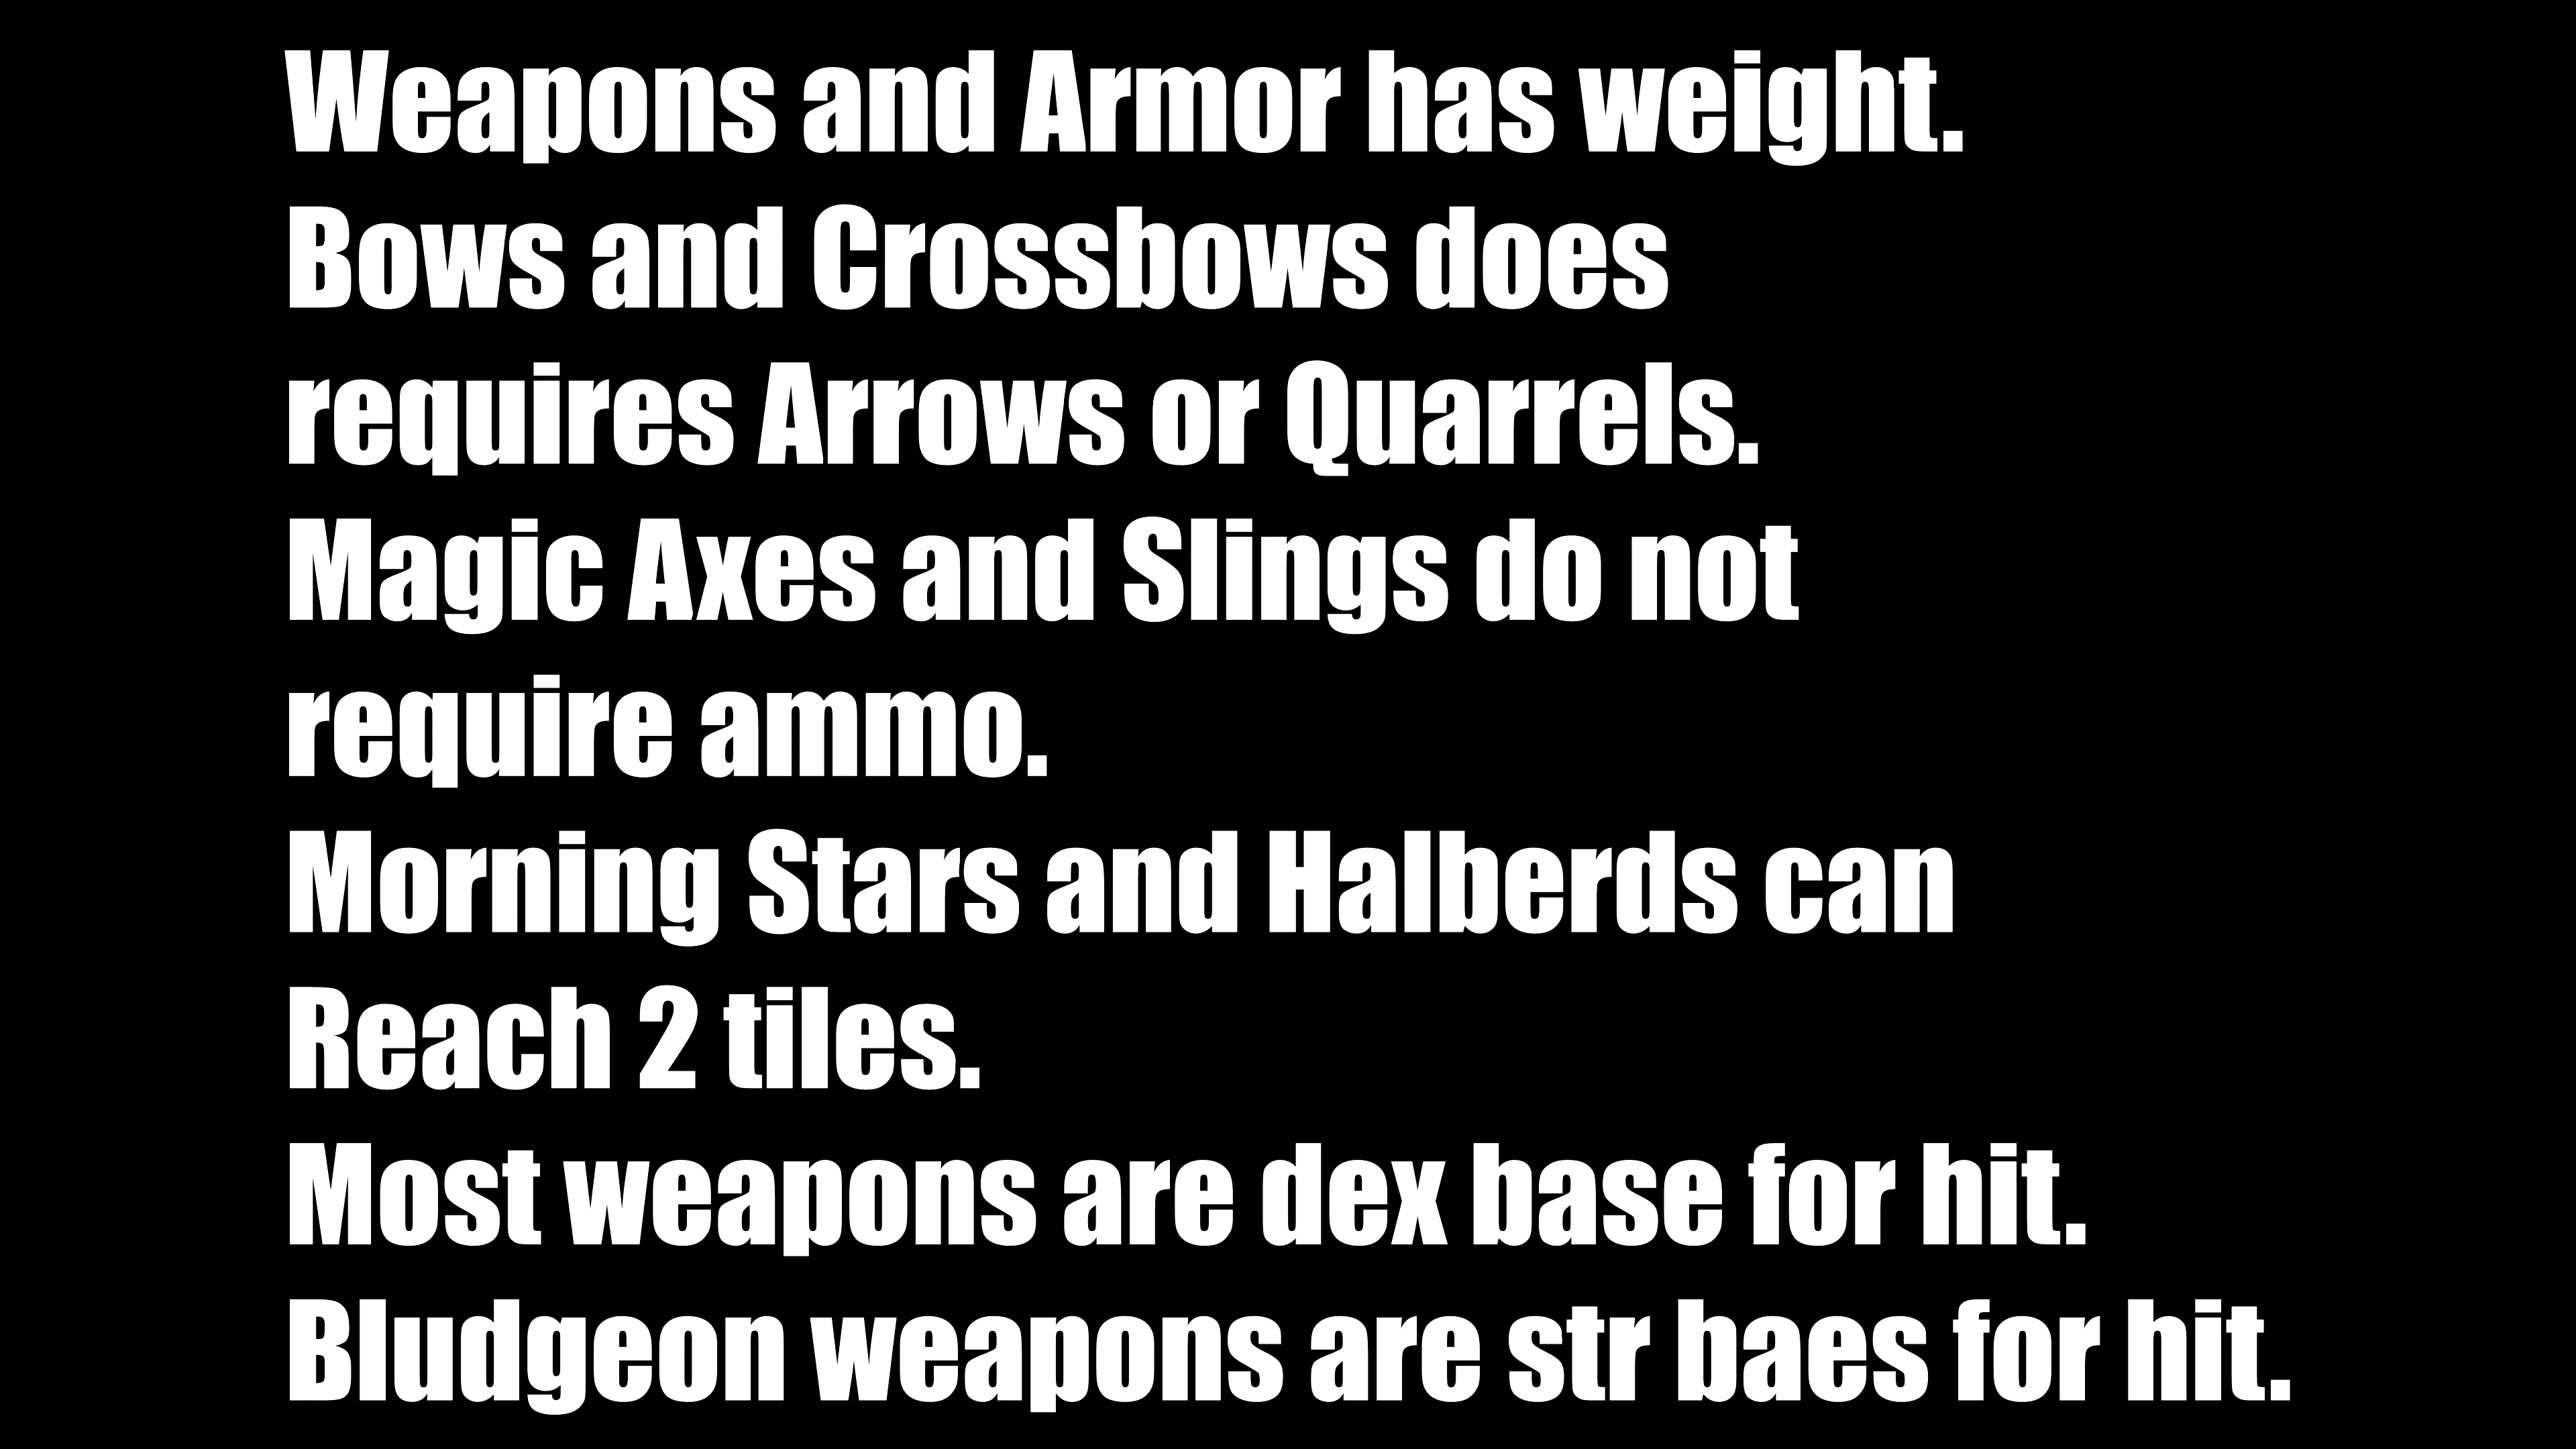 Weapons and Armor has weight.
Bows and Crossbows does
requires Arrows or Quarrels.
Magic Axes and Slings do not
require ammo.
Morning Stars and Halberds can
Reach 2 tiles.
Most weapons are dex base for hit.
Bludgeon weapons are str baes for hit.